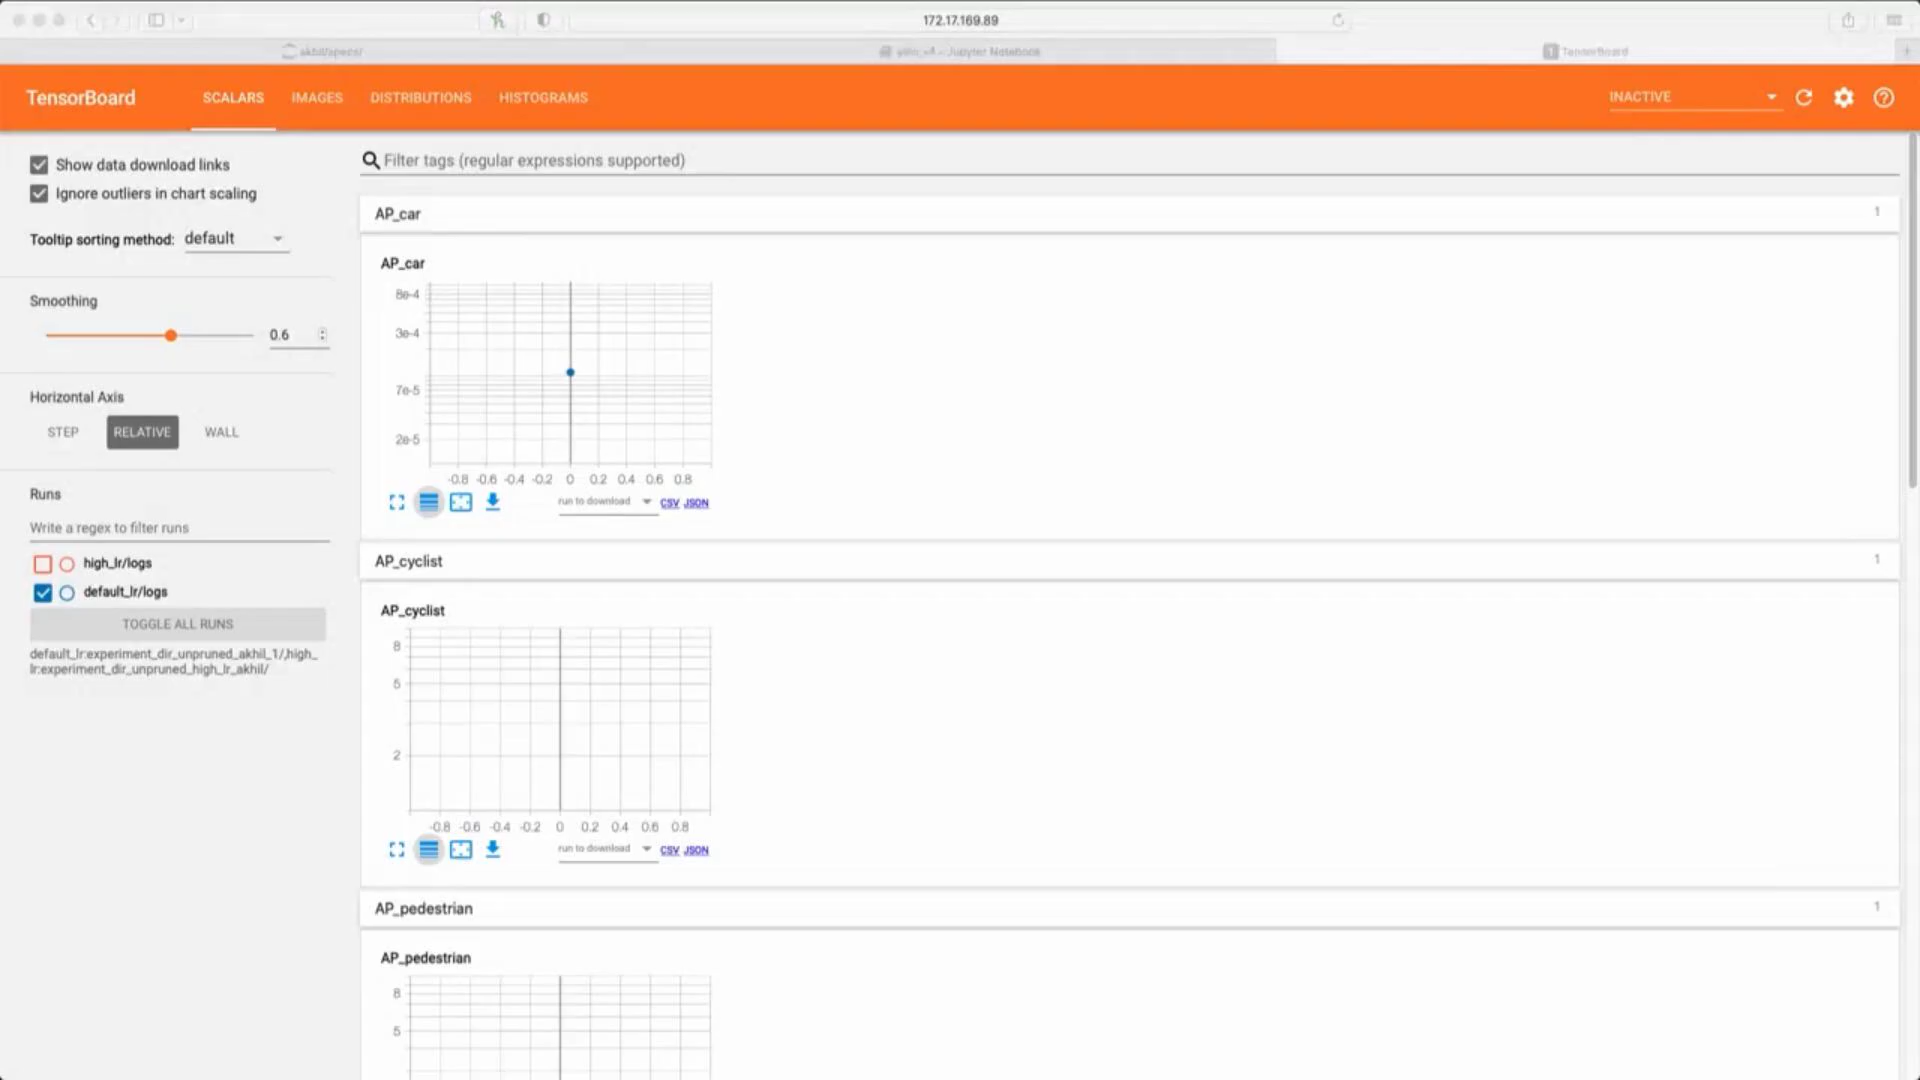 172.17.169.89
yolo_v4 - Jupyter Notebook
TensorBoard
TensorBoard SCALARS IMAGES DISTRIBUTIONS HISTOGRAMS INACTIVE
Show data download links
Ignore outliers in chart scaling
Tooltip sorting method: default
Smoothing
0.6
Horizontal Axis
STEP RELATIVE WALL
Runs
Write a regex to filter runs
high_lr/logs
default_lr/logs
TOGGLE ALL RUNS
default_lr:experiment_dir_unpruned_akhil_1/,high_
lr:experiment_dir_unpruned_high_lr_akhil/
Filter tags (regular expressions supported)
AP_car 1
AP_car
8e-4
3e-4
7e-5
2e-5
-0.8 -0.6 -0.4 -0.2 0 0.2 0.4 0.6 0.8
run to download CSV JSON
AP_cyclist 1
AP_cyclist
8
5
2
-0.8 -0.6 -0.4 -0.2 0 0.2 0.4 0.6 0.8
run to download CSV JSON
AP_pedestrian 1
AP_pedestrian
8
5